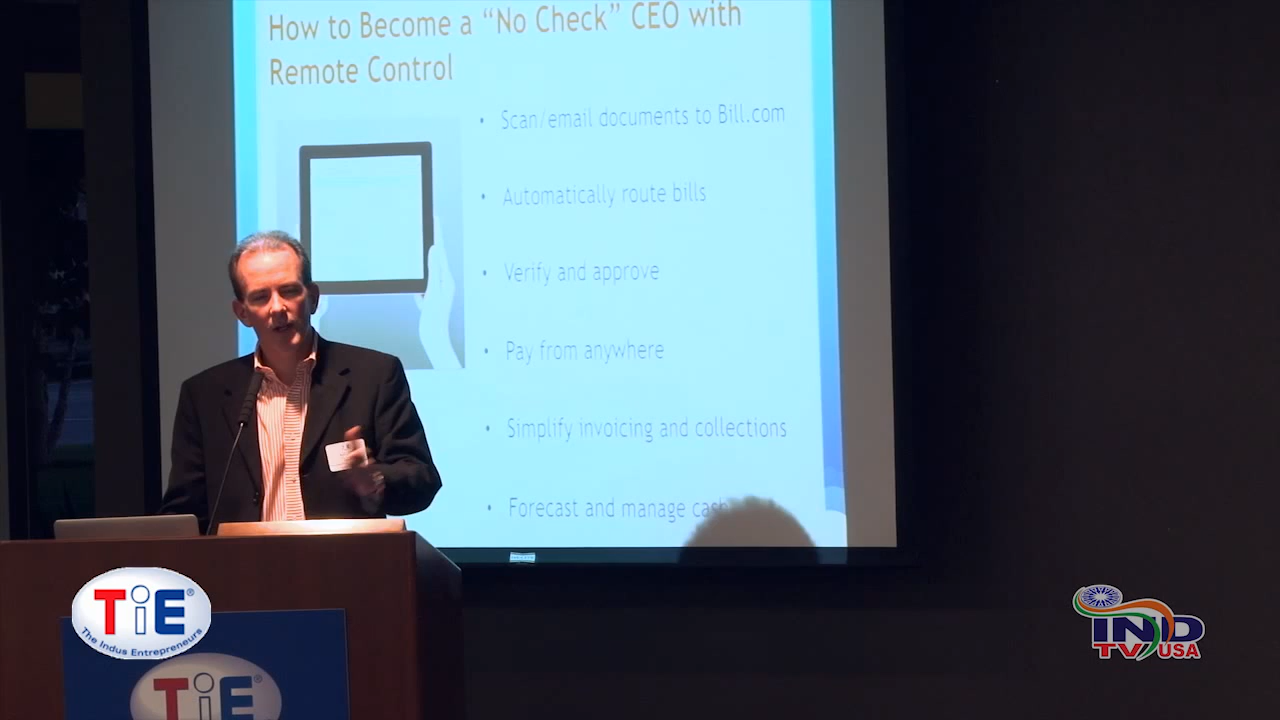 How to Become a “No Check” CEO with
Remote Control
• Scan/email documents to Bill.com
• Automatically route bills
• Verify and approve
• Pay from anywhere
• Simplify invoicing and collections
• Forecast and manage
TiE®
The Indus Entrepreneurs
TiE®
IND
TV USA